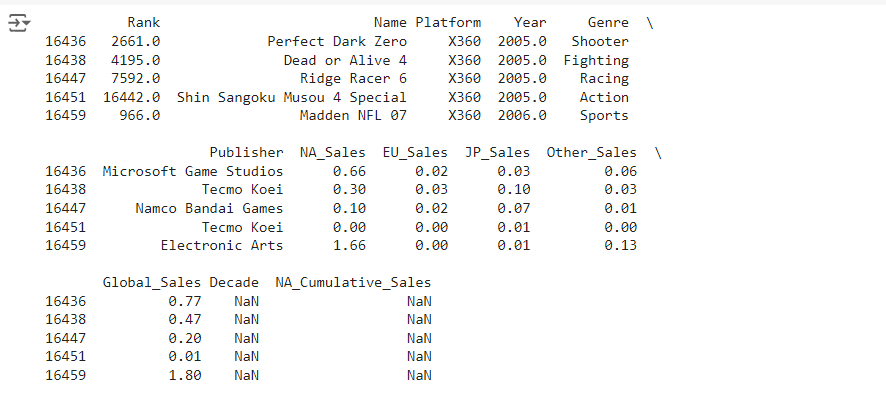 Rank Name Platform Year Genre \
16436 2661.0 Perfect Dark Zero X360 2005.0 Shooter
16438 4195.0 Dead or Alive 4 X360 2005.0 Fighting
16447 7592.0 Ridge Racer 6 X360 2005.0 Racing
16451 16442.0 Shin Sangoku Musou 4 Special X360 2005.0 Action
16459 966.0 Madden NFL 07 X360 2006.0 Sports
Publisher NA_Sales EU_Sales JP_Sales Other_Sales \
16436 Microsoft Game Studios 0.66 0.02 0.03 0.06
16438 Tecmo Koei 0.30 0.03 0.10 0.03
16447 Namco Bandai Games 0.10 0.02 0.07 0.01
16451 Tecmo Koei 0.00 0.00 0.01 0.00
16459 Electronic Arts 1.66 0.00 0.01 0.13
Global_Sales Decade NA_Cumulative_Sales
16436 0.77 NaN NaN
16438 0.47 NaN NaN
16447 0.20 NaN NaN
16451 0.01 NaN NaN
16459 1.80 NaN NaN